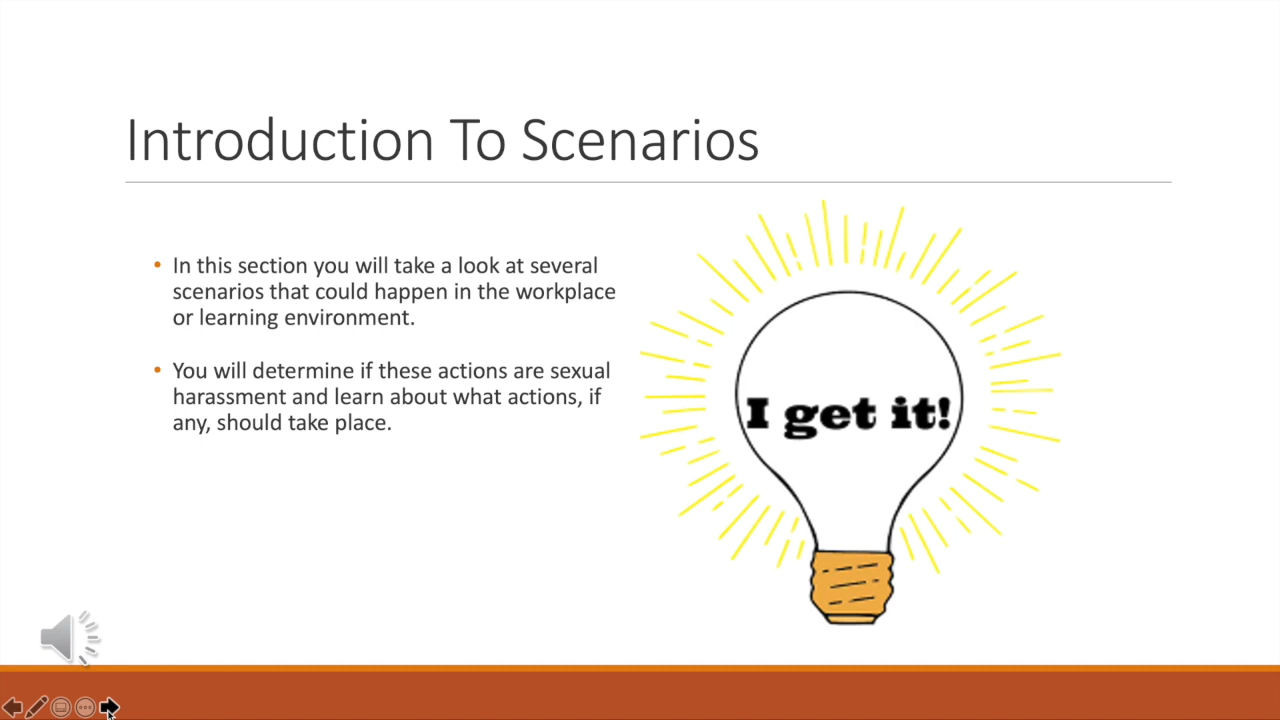 Introduction To Scenarios
• In this section you will take a look at several
scenarios that could happen in the workplace
or learning environment.
• You will determine if these actions are sexual
harassment and learn about what actions, if
any, should take place.
I get it!